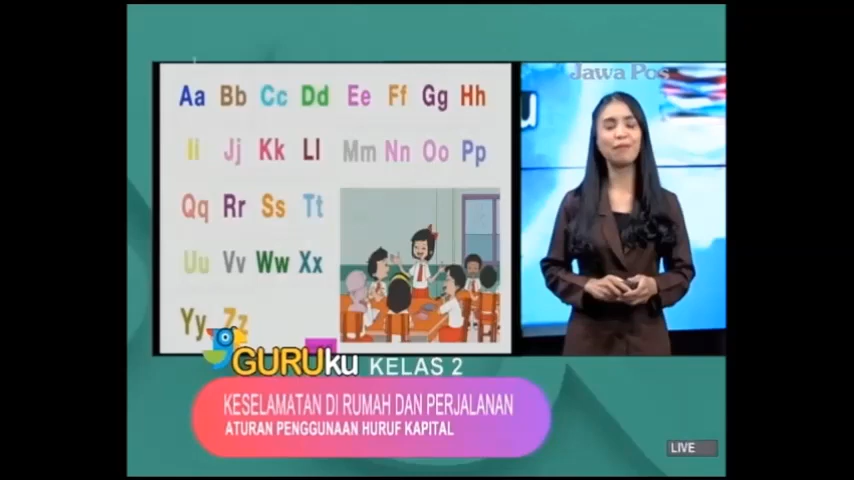 Jawa Pos
Aa Bb Cc Dd Ee Ff Gg Hh
Ii Jj Kk Ll Mm Nn Oo Pp
Qq Rr Ss Tt
Uu Vv Ww Xx
Yy Zz
GURUku KELAS 2
KESELAMATAN DI RUMAH DAN PERJALANAN
ATURAN PENGGUNAAN HURUF KAPITAL
LIVE